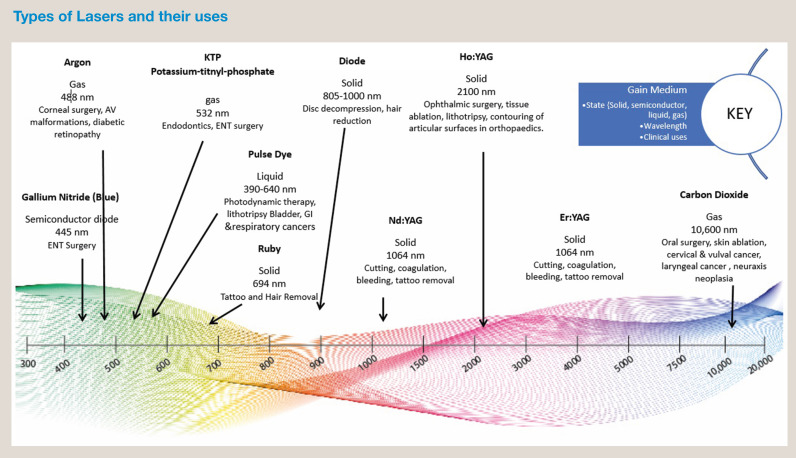 Types of Lasers and their uses
Argon
Gas
488 nm
Corneal surgery, AV
malformations, diabetic
retinopathy
KTP
Potassium-titnyl-phosphate
gas
532 nm
Endodontics, ENT surgery
Diode
Solid
805-1000 nm
Disc decompression, hair
reduction
Ho:YAG
Solid
2100 nm
Ophthalmic surgery, tissue
ablation, lithotripsy, contouring of
articular surfaces in orthopaedics.
Gain Medium
•State (Solid, semiconductor,
liquid, gas)
•Wavelength
•Clinical uses
KEY
Gallium Nitride (Blue)
Semiconductor diode
445 nm
ENT Surgery
Pulse Dye
Liquid
390-640 nm
Photodynamic therapy,
lithotripsy Bladder, GI
&respiratory cancers
Ruby
Solid
694 nm
Tattoo and Hair Removal
Nd:YAG
Solid
1064 nm
Cutting, coagulation,
bleeding, tattoo removal
Er:YAG
Solid
1064 nm
Cutting, coagulation,
bleeding, tattoo removal
Carbon Dioxide
Gas
10,600 nm
Oral surgery, skin ablation,
cervical & vulval cancer,
laryngeal cancer , neuraxis
neoplasia
300 400 500 600 700 800 900 1000 1500 2000 3000 4000 5000 7500 10,000 20,000